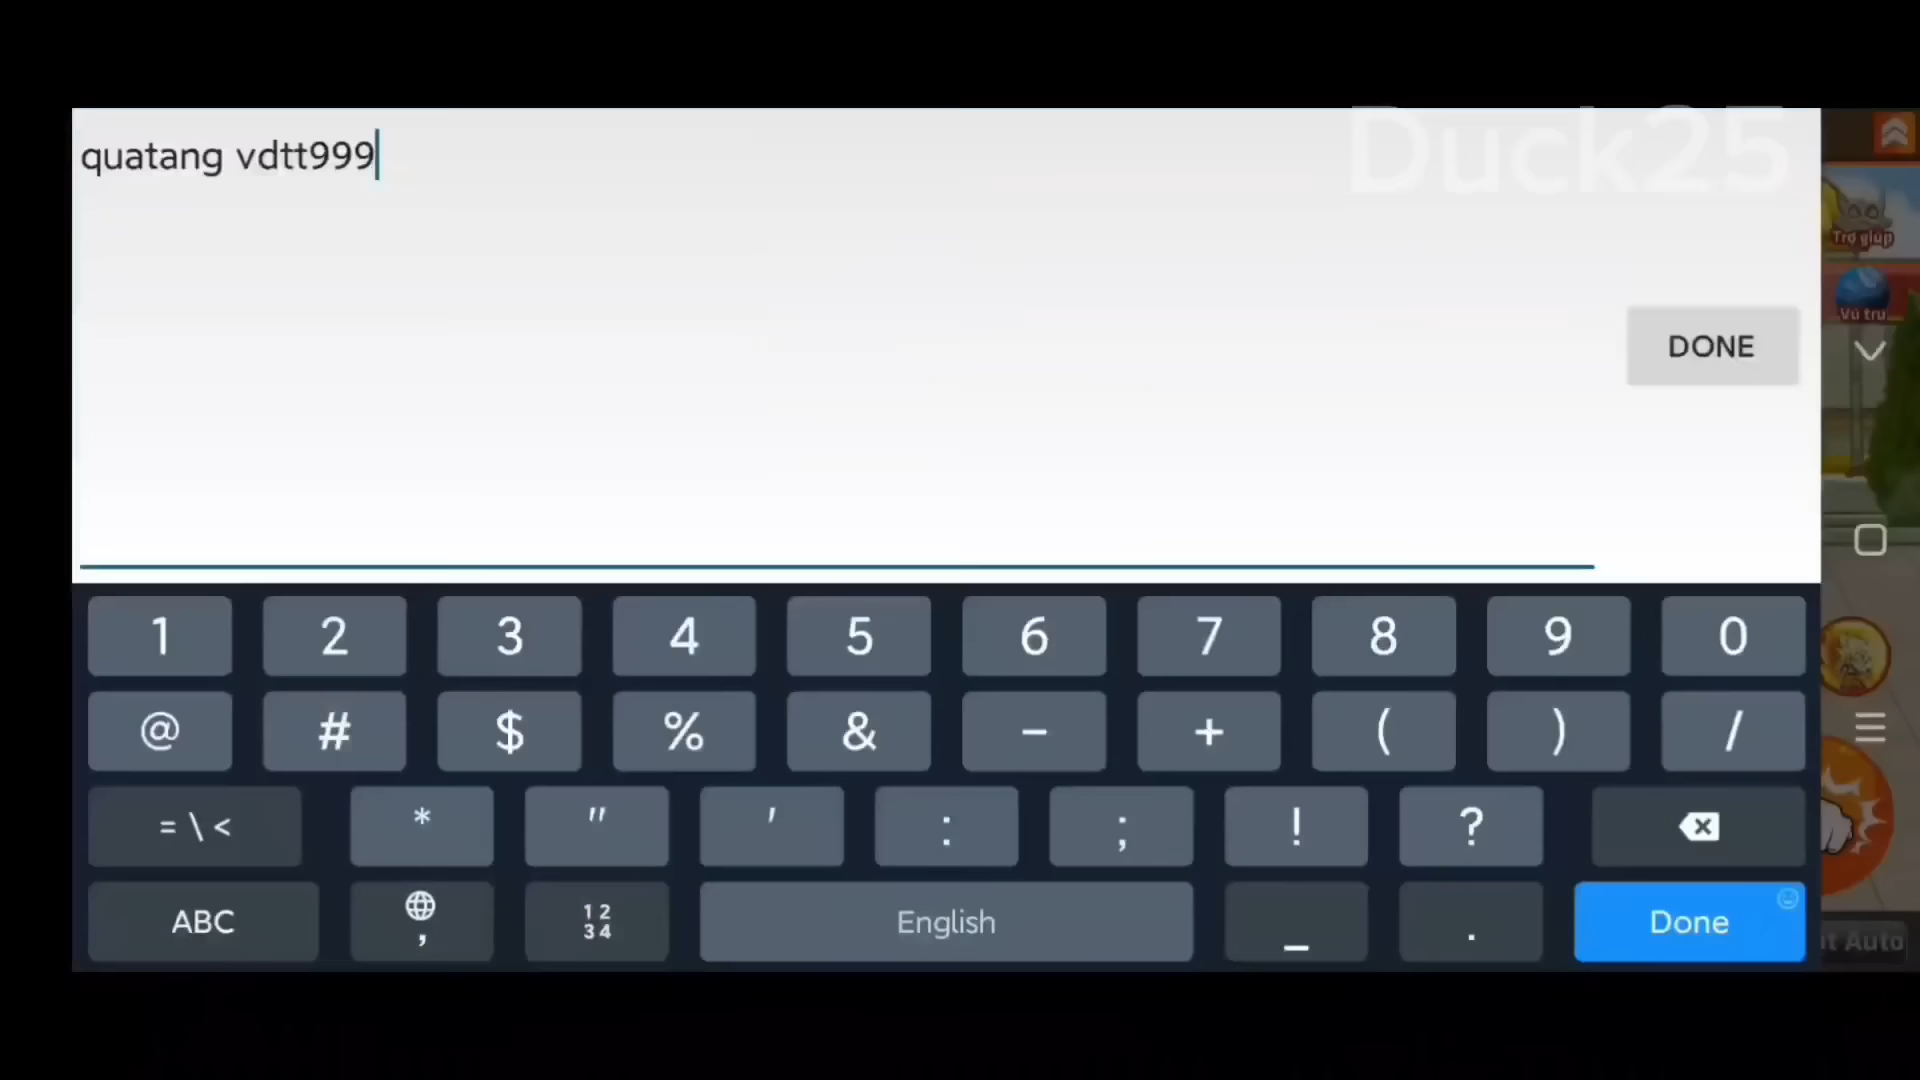 Duck25
quatang vdtt999
Trợ giúp
Vũ trụ
DONE
1 2 3 4 5 6 7 8 9 0
@ # $ % & - + ( ) /
= \ < * " ' : ; ! ?
ABC , 1 2 3 4 English _ . Done
Auto